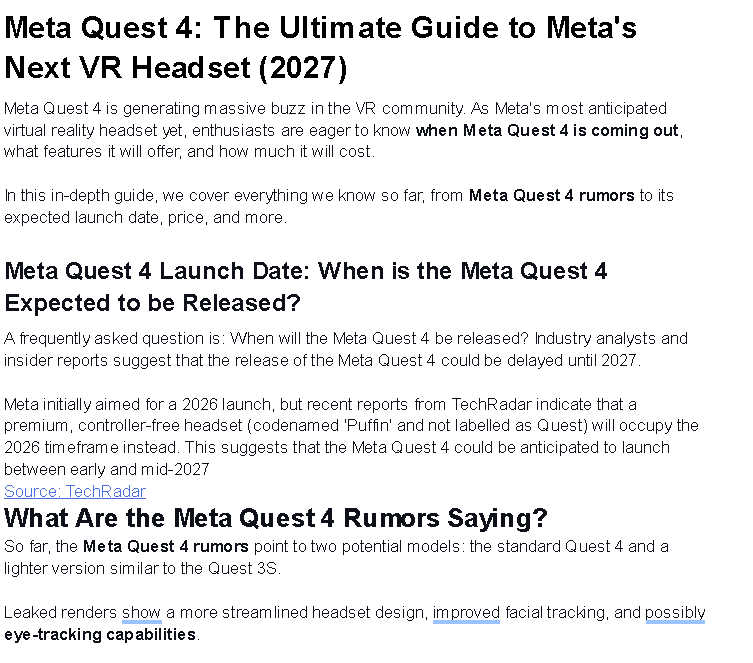 Meta Quest 4: The Ultimate Guide to Meta's
Next VR Headset (2027)
Meta Quest 4 is generating massive buzz in the VR community. As Meta's most anticipated
virtual reality headset yet, enthusiasts are eager to know when Meta Quest 4 is coming out,
what features it will offer, and how much it will cost.
In this in-depth guide, we cover everything we know so far, from Meta Quest 4 rumors to its
expected launch date, price, and more.
Meta Quest 4 Launch Date: When is the Meta Quest 4
Expected to be Released?
A frequently asked question is: When will the Meta Quest 4 be released? Industry analysts and
insider reports suggest that the release of the Meta Quest 4 could be delayed until 2027.
Meta initially aimed for a 2026 launch, but recent reports from TechRadar indicate that a
premium, controller-free headset (codenamed 'Puffin' and not labelled as Quest) will occupy the
2026 timeframe instead. This suggests that the Meta Quest 4 could be anticipated to launch
between early and mid-2027
Source: TechRadar
What Are the Meta Quest 4 Rumors Saying?
So far, the Meta Quest 4 rumors point to two potential models: the standard Quest 4 and a
lighter version similar to the Quest 3S.
Leaked renders show a more streamlined headset design, improved facial tracking, and possibly
eye-tracking capabilities.